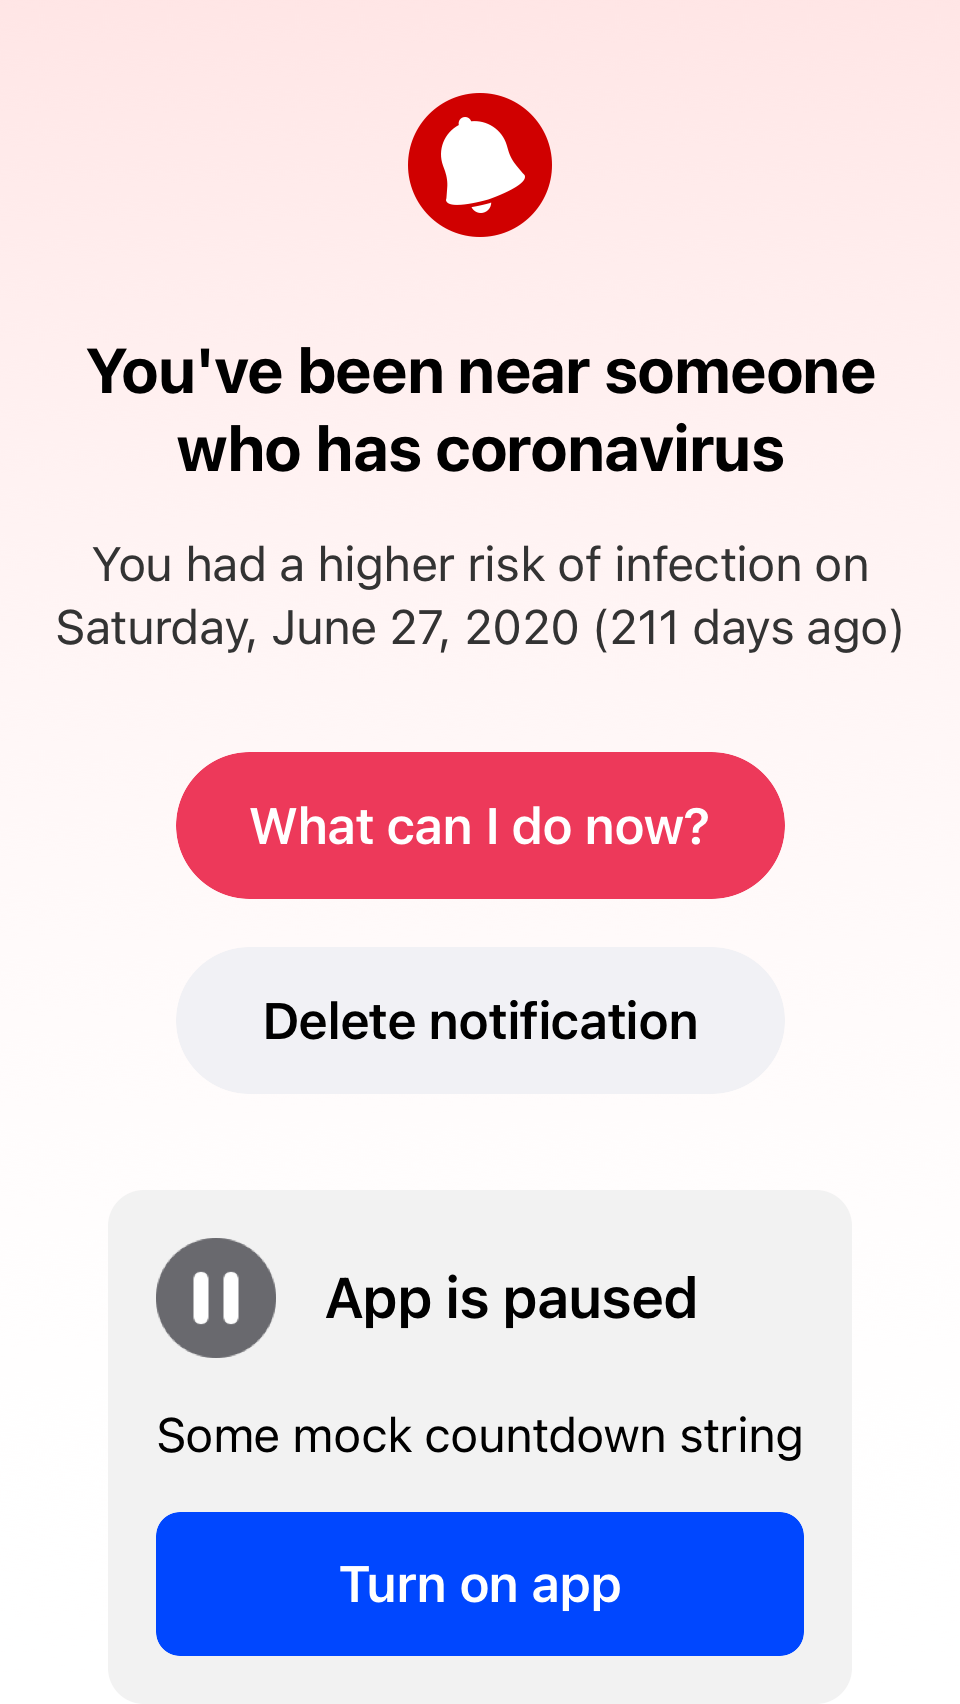 You've been near someone
who has coronavirus
You had a higher risk of infection on
Saturday, June 27, 2020 (211 days ago)
What can I do now?
Delete notification
App is paused
Some mock countdown string
Turn on app